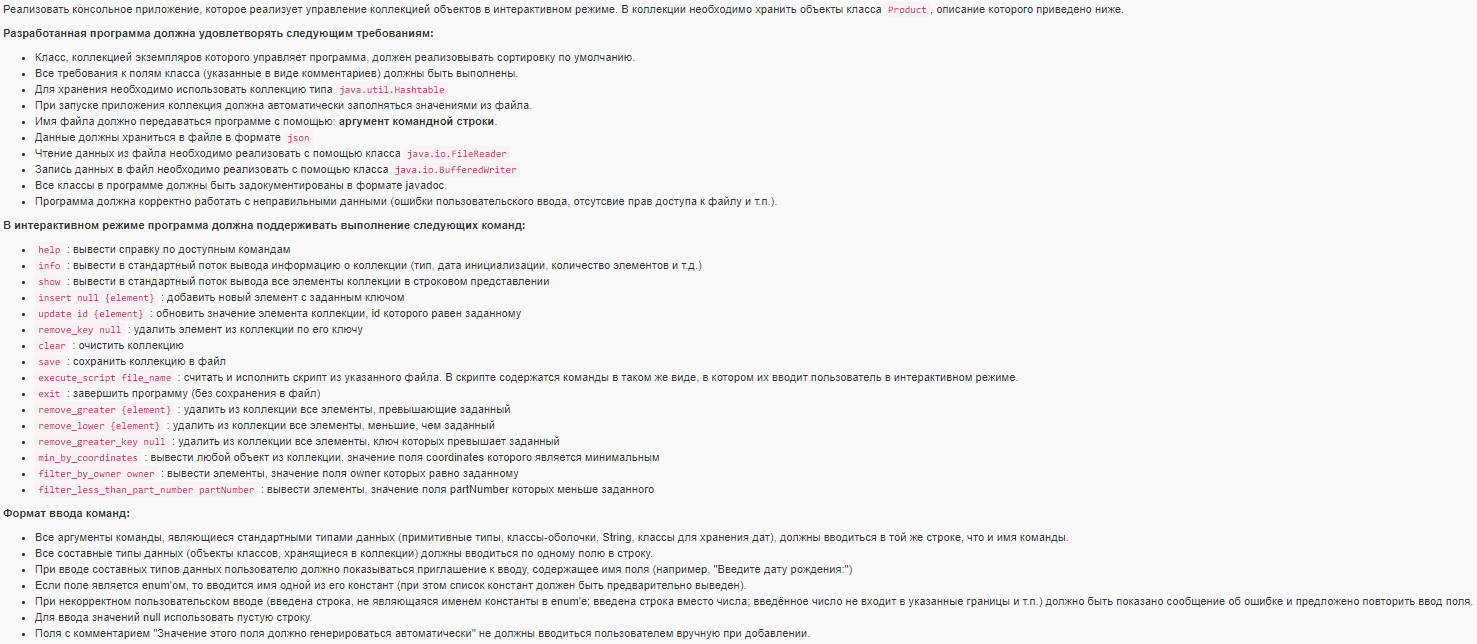 Реализовать консольное приложение, которое реализует управление коллекцией объектов в интерактивном режиме. В коллекции необходимо хранить объекты класса Product, описание которого приведено ниже.
Разработанная программа должна удовлетворять следующим требованиям:
• Класс, коллекцией экземпляров которого управляет программа, должен реализовывать сортировку по умолчанию.
• Все требования к полям класса (указанные в виде комментариев) должны быть выполнены.
• Для хранения необходимо использовать коллекцию типа java.util.Hashtable
• При запуске приложения коллекция должна автоматически заполняться значениями из файла.
• Имя файла должно передаваться программе с помощью: аргумент командной строки.
• Данные должны храниться в файле в формате json
• Чтение данных из файла необходимо реализовать с помощью класса java.io.FileReader
• Запись данных в файл необходимо реализовать с помощью класса java.io.BufferedWriter
• Все классы в программе должны быть задокументированы в формате javadoc.
• Программа должна корректно работать с неправильными данными (ошибки пользовательского ввода, отсутсвие прав доступа к файлу и т.п.).
В интерактивном режиме программа должна поддерживать выполнение следующих команд:
• help : вывести справку по доступным командам
• info : вывести в стандартный поток вывода информацию о коллекции (тип, дата инициализации, количество элементов и т.д.)
• show : вывести в стандартный поток вывода все элементы коллекции в строковом представлении
• insert null {element} : добавить новый элемент с заданным ключом
• update id {element} : обновить значение элемента коллекции, id которого равен заданному
• remove_key null : удалить элемент из коллекции по его ключу
• clear : очистить коллекцию
• save : сохранить коллекцию в файл
• execute_script file_name : считать и исполнить скрипт из указанного файла. В скрипте содержатся команды в таком же виде, в котором их вводит пользователь в интерактивном режиме.
• exit : завершить программу (без сохранения в файл)
• remove_greater {element} : удалить из коллекции все элементы, превышающие заданный
• remove_lower {element} : удалить из коллекции все элементы, меньшие, чем заданный
• remove_greater_key null : удалить из коллекции все элементы, ключ которых превышает заданный
• min_by_coordinates : вывести любой объект из коллекции, значение поля coordinates которого является минимальным
• filter_by_owner owner : вывести элементы, значение поля owner которых равно заданному
• filter_less_than_part_number partNumber : вывести элементы, значение поля partNumber которых меньше заданного
Формат ввода команд:
• Все аргументы команды, являющиеся стандартными типами данных (примитивные типы, классы-оболочки, String, классы для хранения дат), должны вводиться в той же строке, что и имя команды.
• Все составные типы данных (объекты классов, хранящиеся в коллекции) должны вводиться по одному полю в строку.
• При вводе составных типов данных пользователю должно показываться приглашение к вводу, содержащее имя поля (например, "Введите дату рождения:")
• Если поле является enum'ом, то вводится имя одной из его констант (при этом список констант должен быть предварительно выведен).
• При некорректном пользовательском вводе (введена строка, не являющаяся именем константы в enum'е; введена строка вместо числа; введённое число не входит в указанные границы и т.п.) должно быть показано сообщение об ошибке и предложено повторить ввод поля.
• Для ввода значений null использовать пустую строку.
• Поля с комментарием "Значение этого поля должно генерироваться автоматически" не должны вводиться пользователем вручную при добавлении.